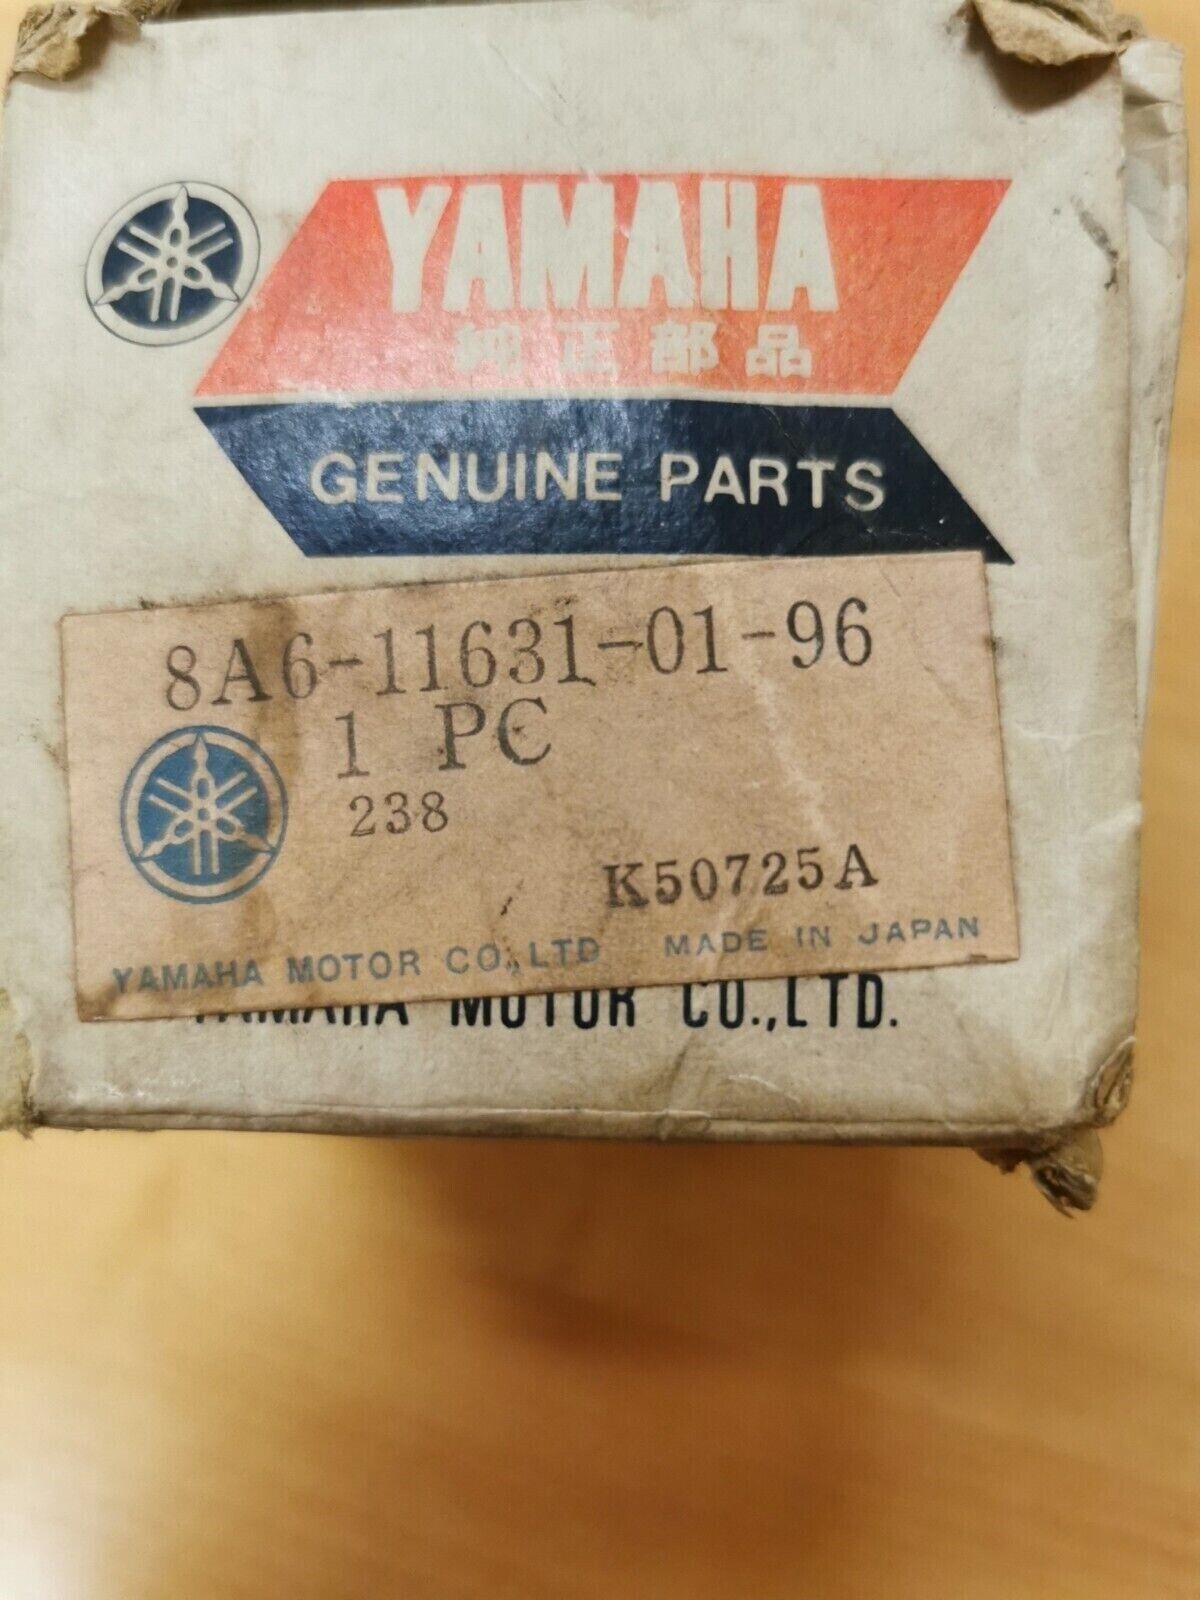 YAMAHA
純正部品
GENUINE PARTS
8A6-11631-01-96
1 PC
238
K50725A
YAMAHA MOTOR CO.,LTD MADE IN JAPAN
YAMAHA MOTOR CO.,LTD.